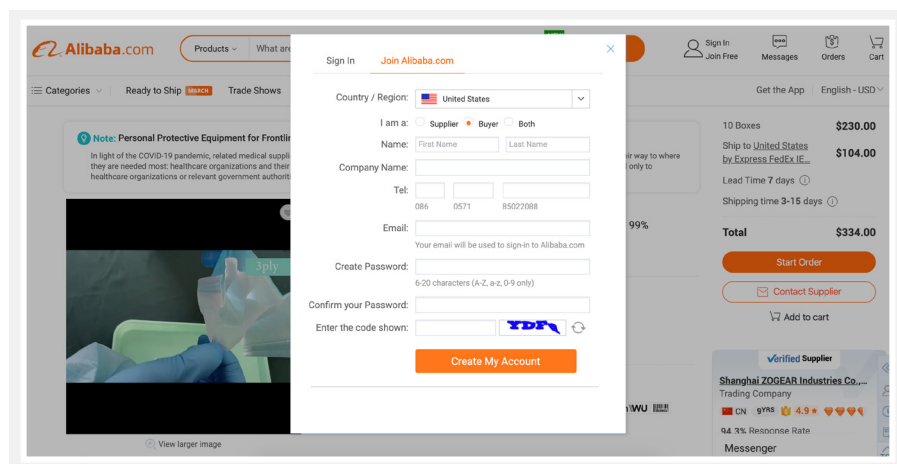 Alibaba.com
Products
What are
Sign In
Join Free
Messages
Orders
Cart
Categories
Ready to Ship
MARCH
Trade Shows
Get the App
English - USD
Note: Personal Protective Equipment for Frontlin
In light of the COVID-19 pandemic, related medical suppli
ir way to where
they are needed most: healthcare organizations and their
only to
healthcare organizations or relevant government authorit
3ply
View larger image
Sign In
Join Alibaba.com
Country / Region:
United States
I am a:
Supplier
Buyer
Both
Name:
First Name
Last Name
Company Name:
Tel:
086
0571
85022088
Email:
Your email will be used to sign-in to Alibaba.com
Create Password:
6-20 characters (A-Z, a-z, 0-9 only)
Confirm your Password:
Enter the code shown:
Create My Account
99%
10 Boxes
$230.00
Ship to United States
by Express FedEx IE...
$104.00
Lead Time 7 days
Shipping time 3-15 days
Total
$334.00
Start Order
Contact Supplier
Add to cart
Verified Supplier
Shanghai ZOGEAR Industries Co.,...
Trading Company
CN
9YRS
4.9
94.3% Response Rate
Messenger
WU